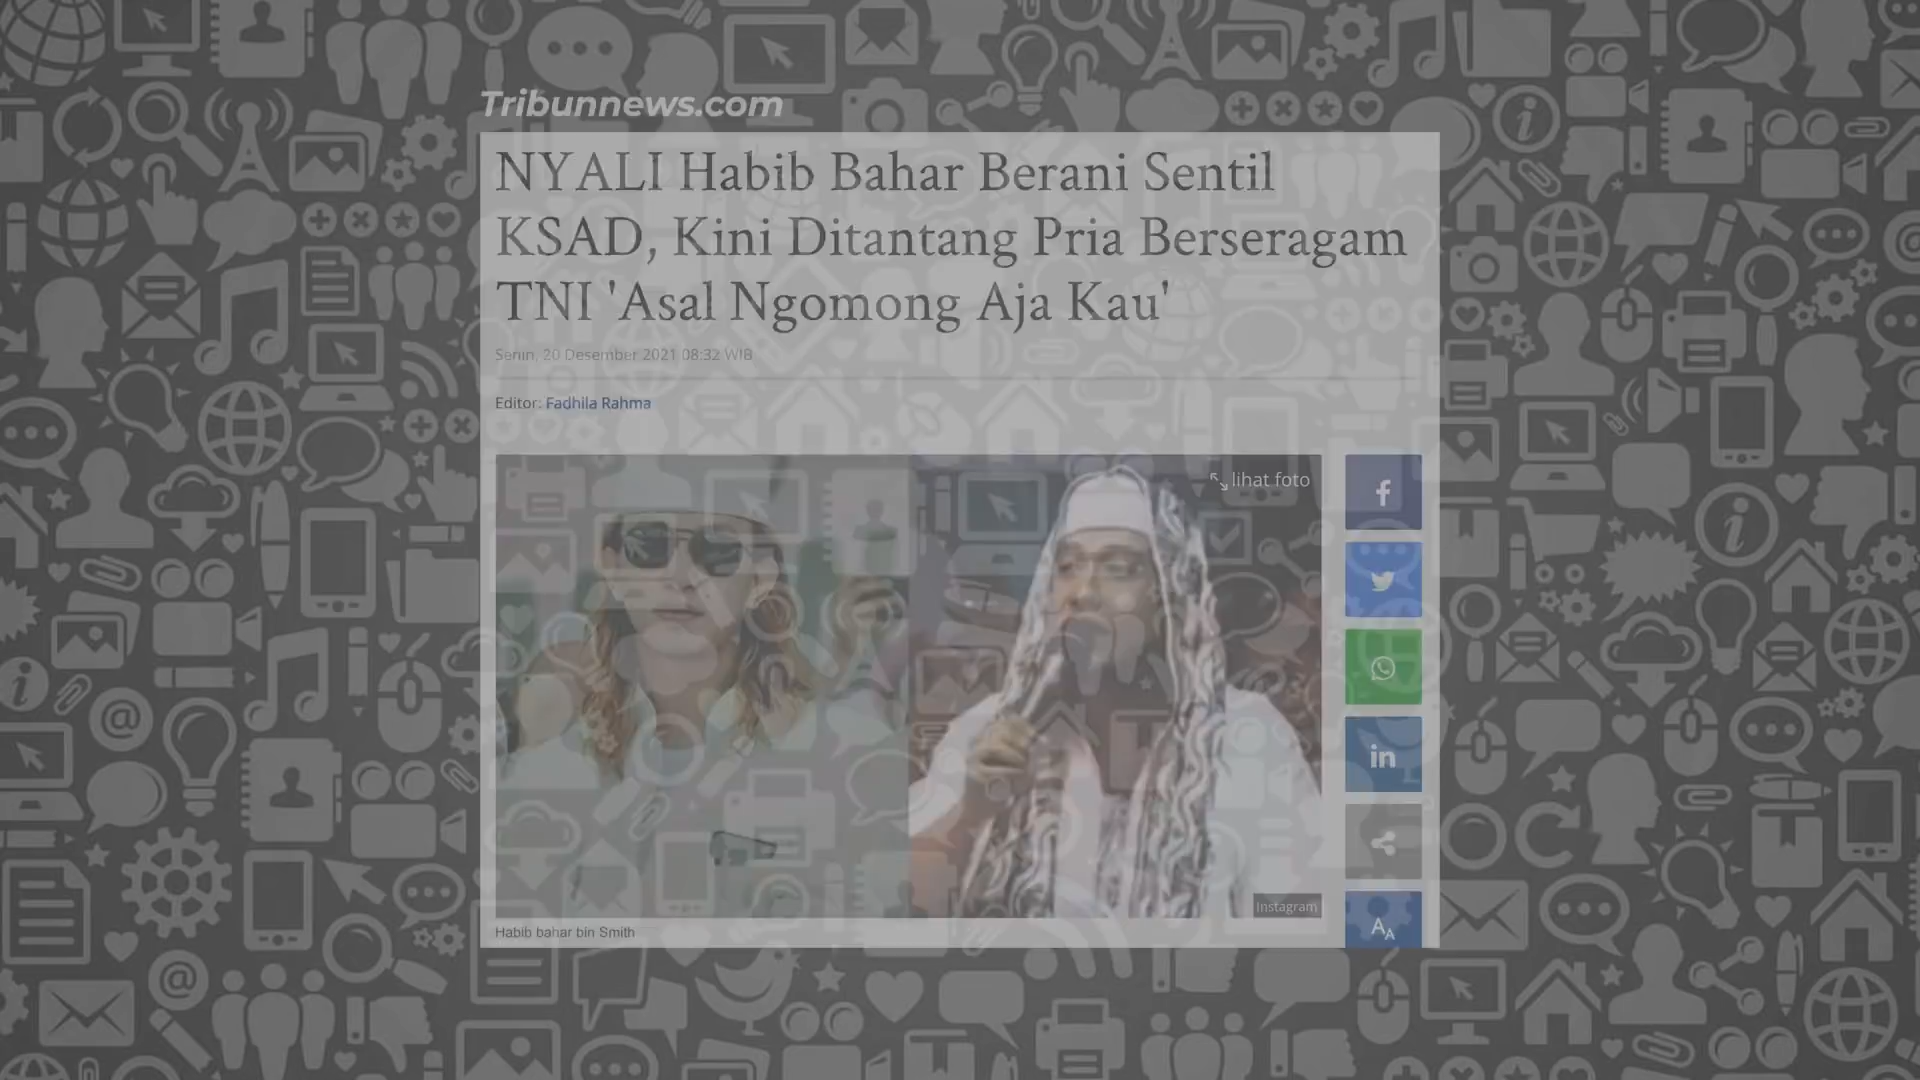 Tribunnews.com
NYALI Habib Bahar Berani Sentil
KSAD, Kini Ditantang Pria Berseragam
TNI 'Asal Ngomong Aja Kau'
Senin, 20 Desember 2021 08:32 WIB
Editor: Fadhila Rahma
lihat foto
Instagram
Habib bahar bin Smith